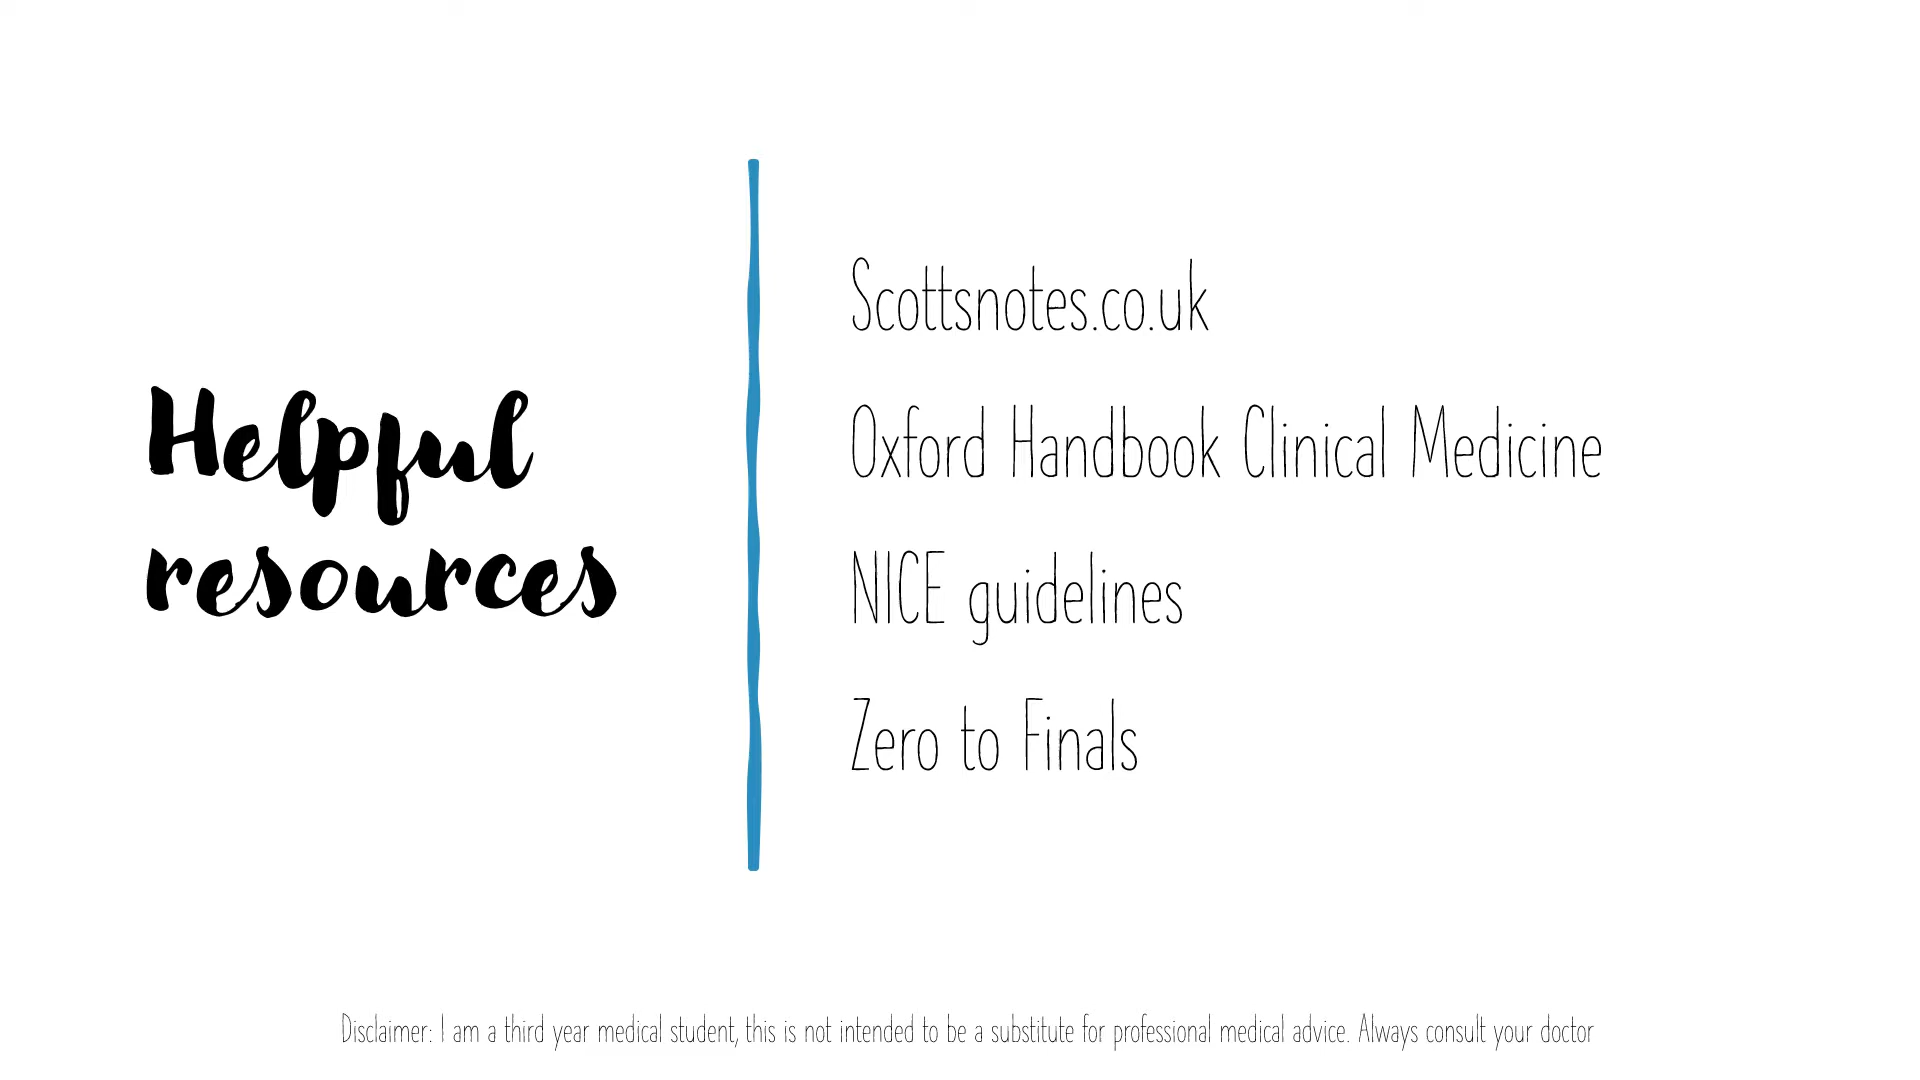 Helpful
resources
Scottsnotes.co.uk
Oxford Handbook Clinical Medicine
NICE guidelines
Zero to Finals
Disclaimer: I am a third year medical student, this is not intended to be a substitute for professional medical advice. Always consult your doctor